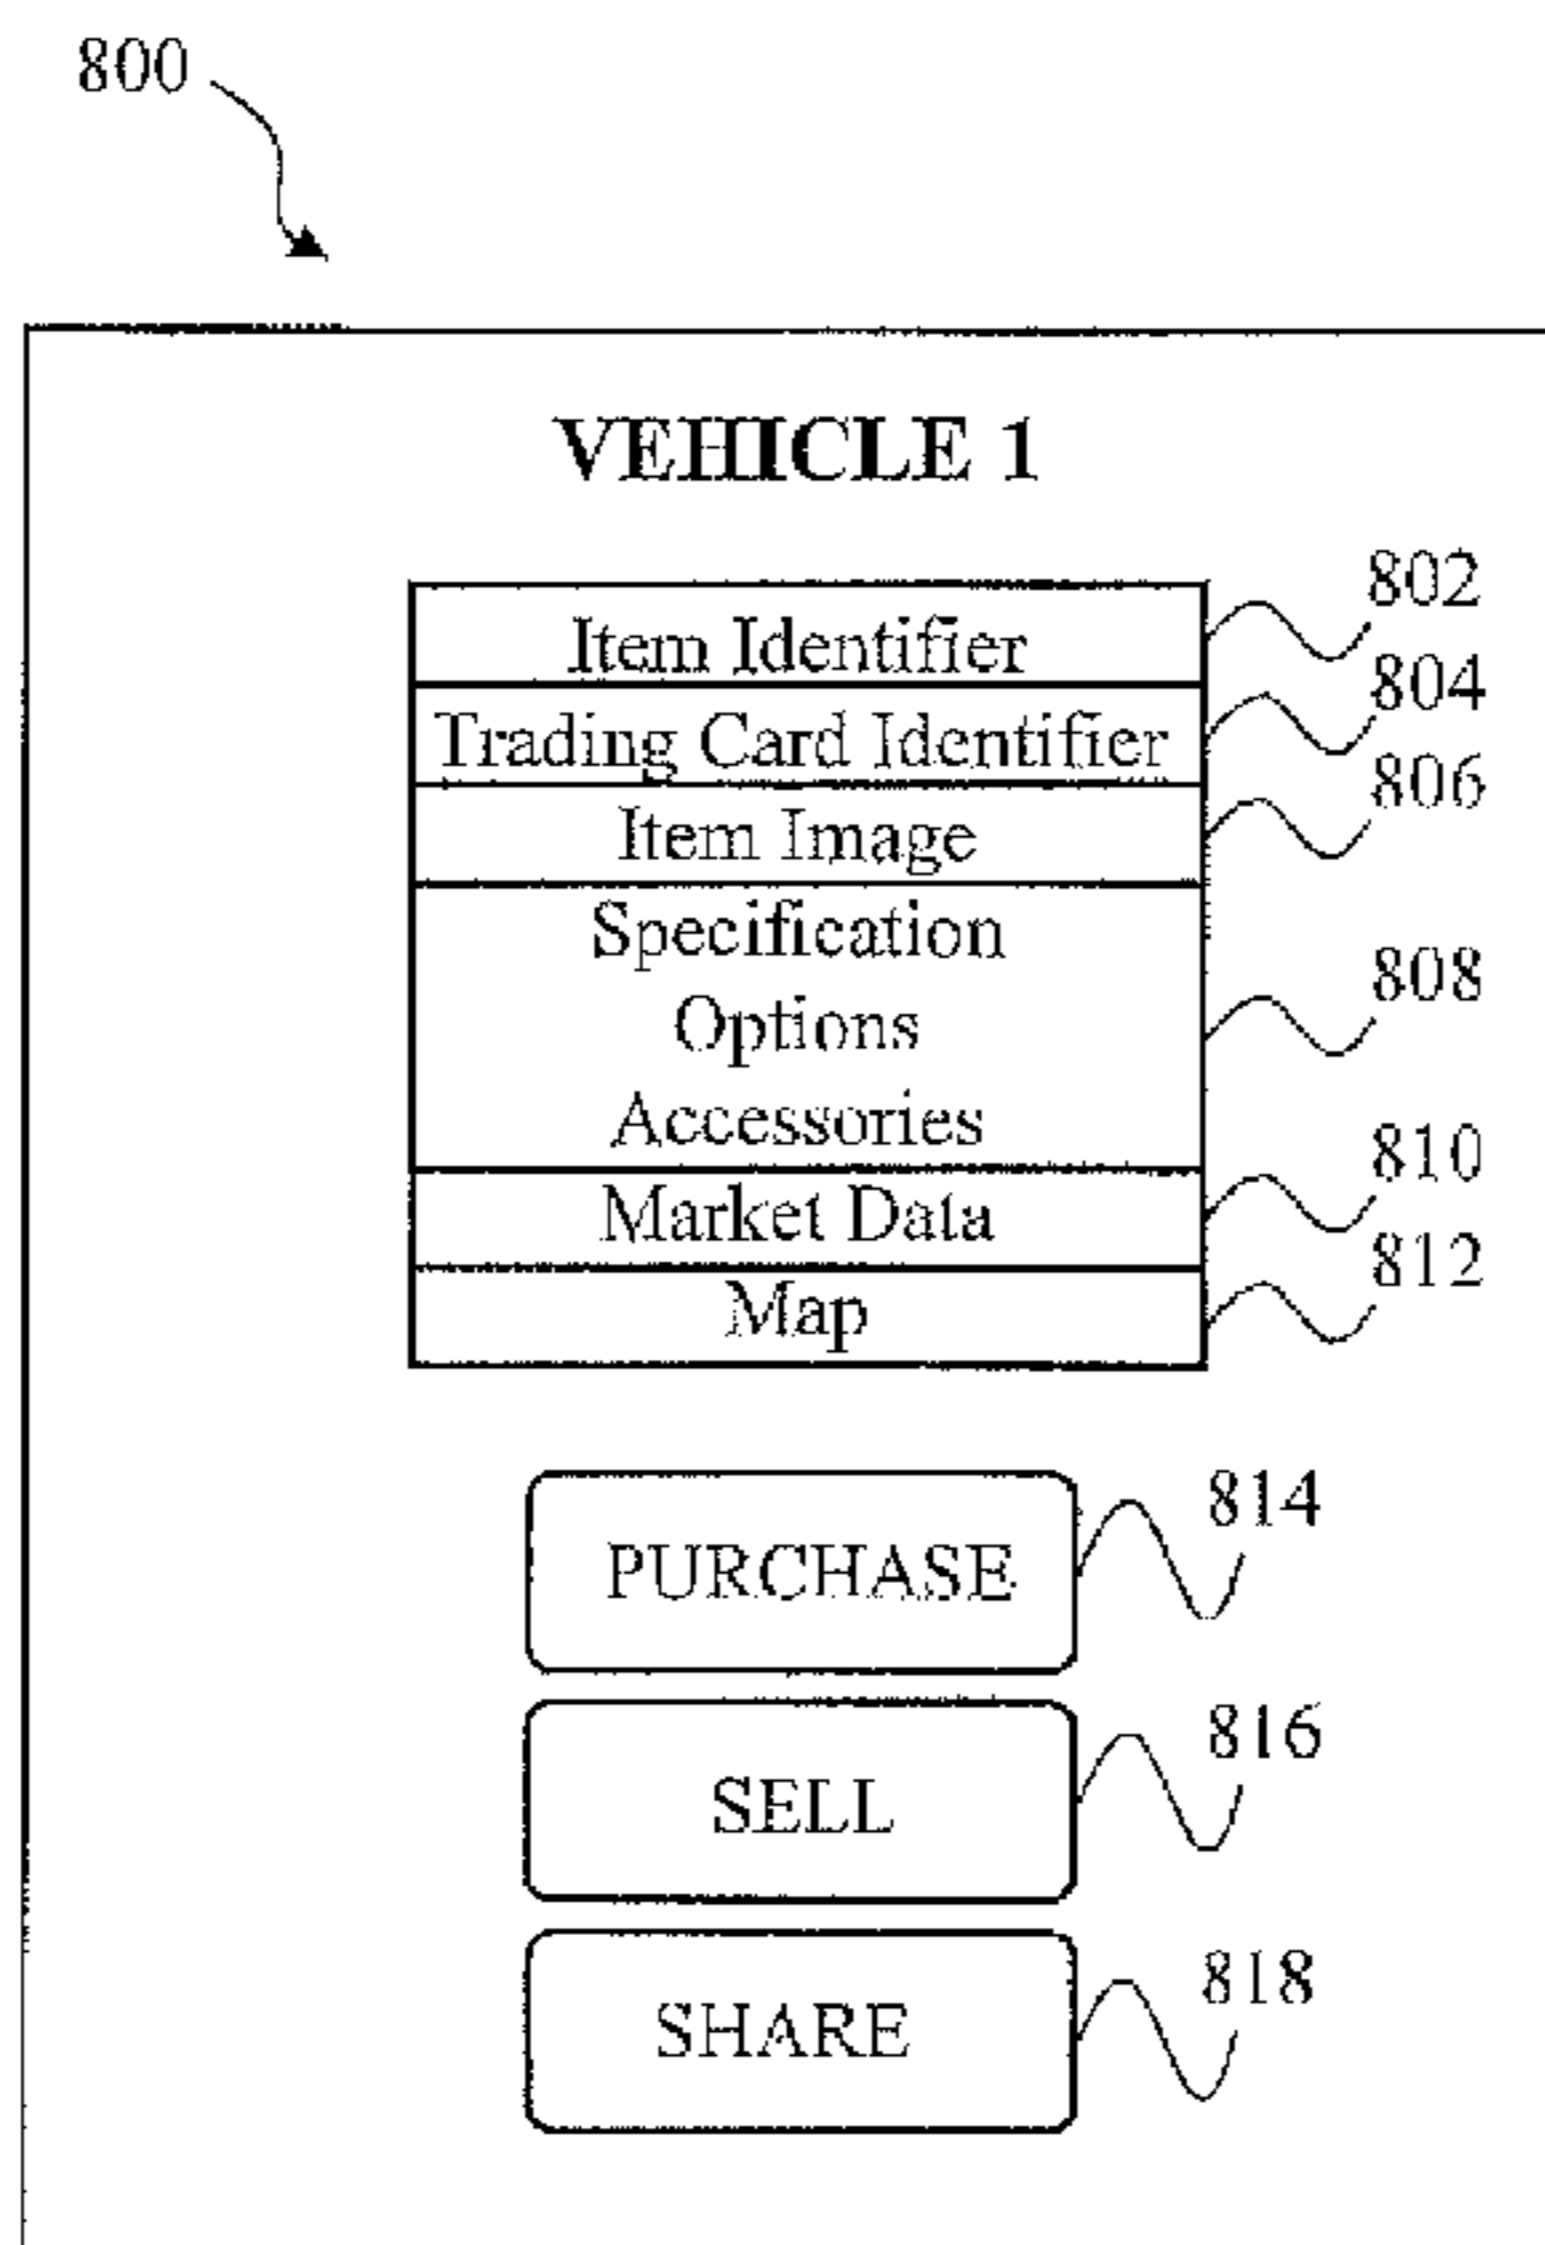 800
VEHICLE 1
Item Identifier
802
Trading Card Identifier
804
Item Image
806
Specification
Options
Accessories
808
Market Data
810
Map
812
PURCHASE
814
SELL
816
SHARE
818